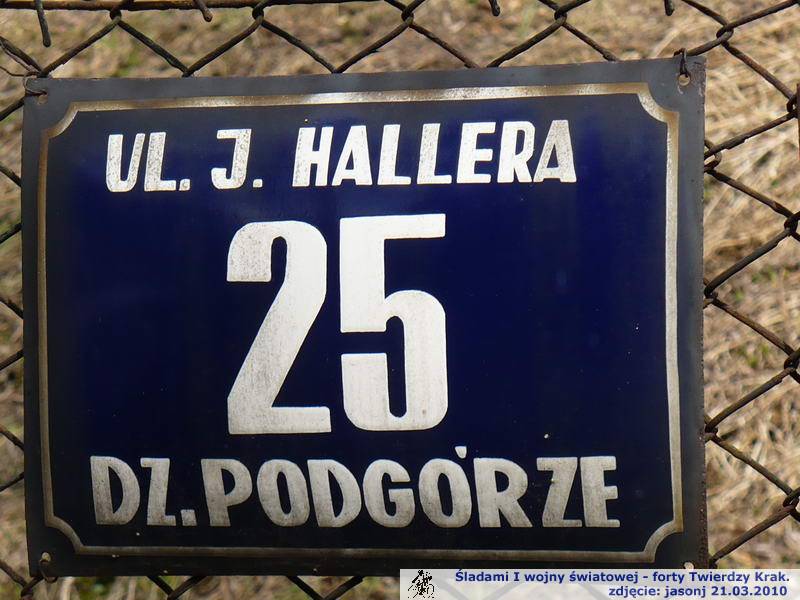 UL. J. HALLERA
25
DZ. PODGÓRZE
Śladami I wojny światowej - forty Twierdzy Krak.
zdjęcie: jasonj 21.03.2010